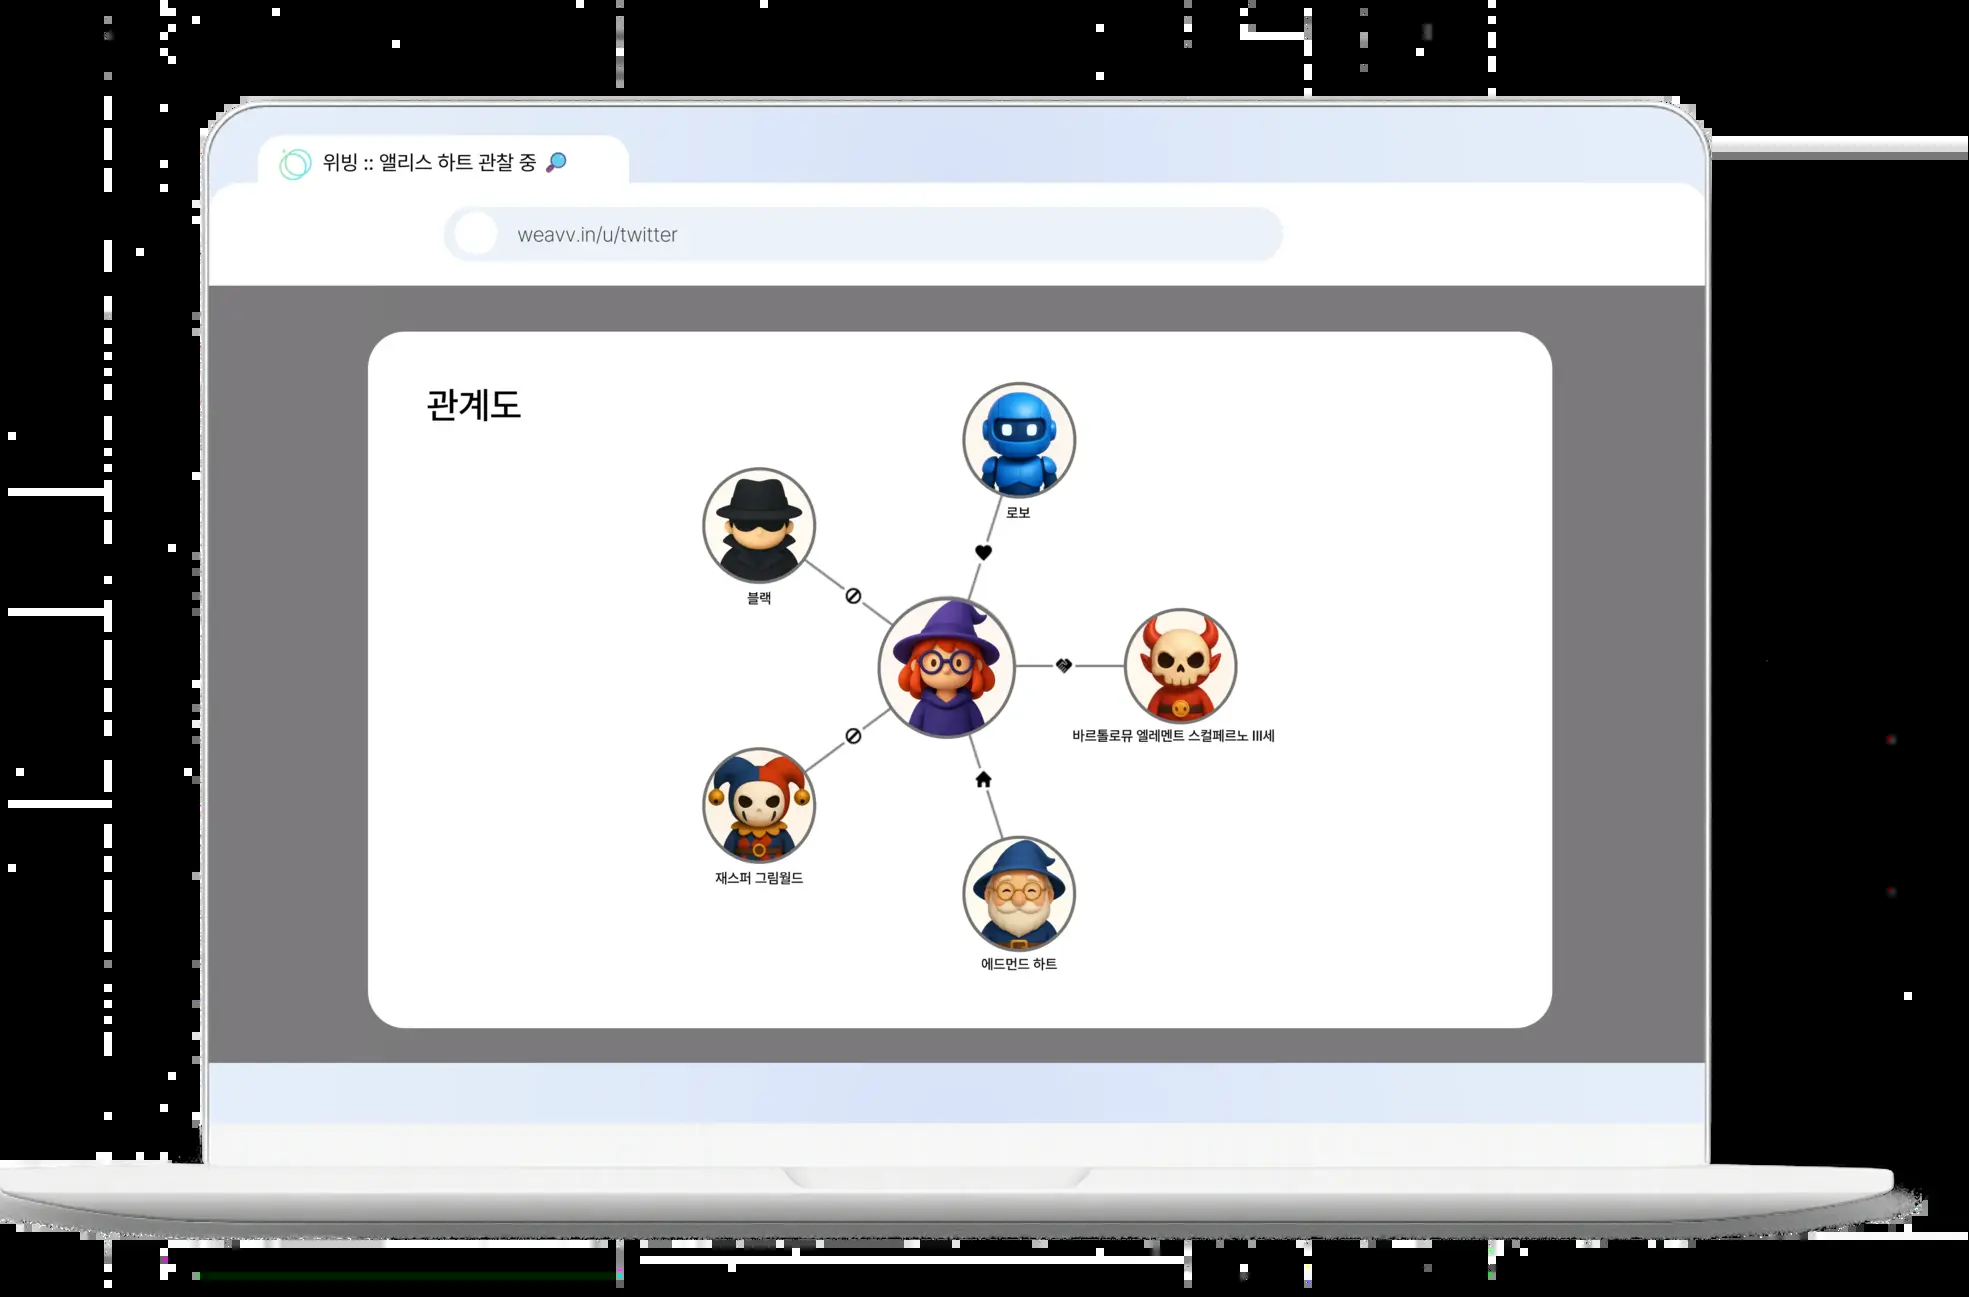 위빙 :: 앨리스 하트 관찰 중
weavv.in/u/twitter
관계도
로보
블랙
바르톨로뮤 엘레멘트 스컬페르노 III세
재스퍼 그림월드
에드먼드 하트